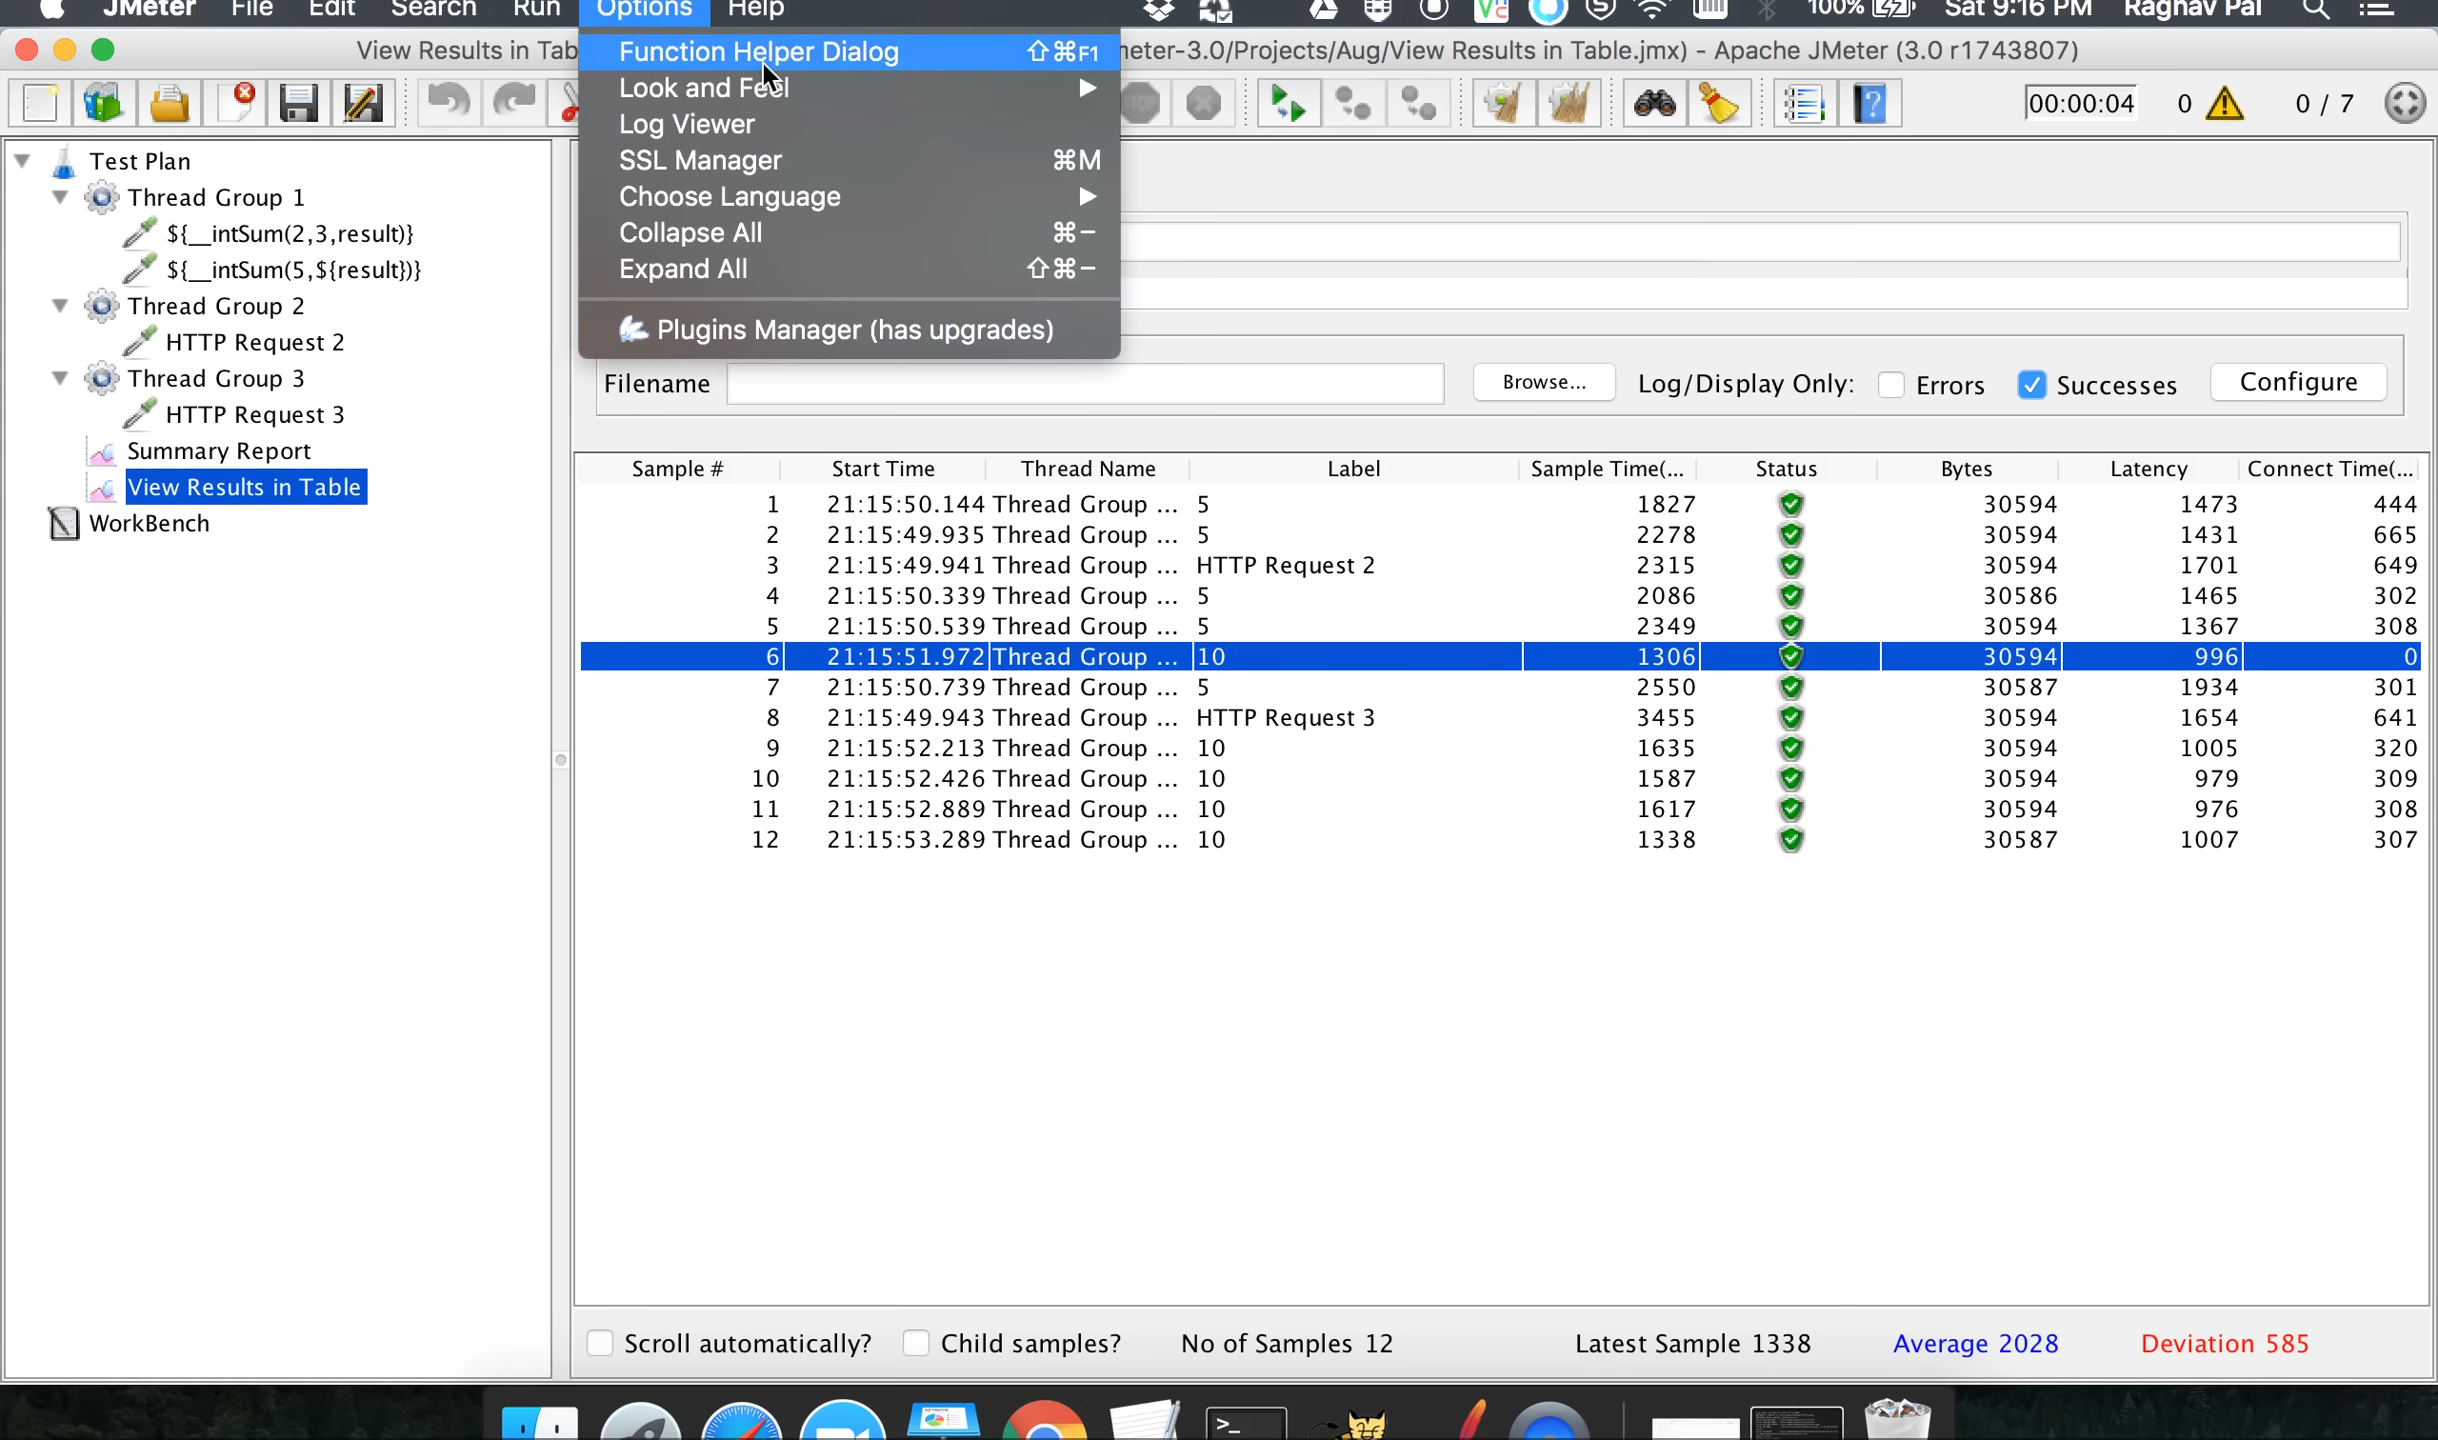 JMeter File Edit Search Run Options Help 100% Sat 9:16 PM Raghav Pal
View Results in Tab
meter-3.0/Projects/Aug/View Results in Table.jmx) - Apache JMeter (3.0 r1743807)
Function Helper Dialog ⇧⌘F1
Look and Feel ▶
Log Viewer
SSL Manager ⌘M
Choose Language ▶
Collapse All ⌘−
Expand All ⇧⌘−
Plugins Manager (has upgrades)
00:00:04 0 0 / 7
Test Plan
Thread Group 1
${__intSum(2,3,result)}
${__intSum(5,${result})}
Thread Group 2
HTTP Request 2
Thread Group 3
HTTP Request 3
Summary Report
View Results in Table
WorkBench
Filename Browse... Log/Display Only: Errors Successes Configure
Sample # Start Time Thread Name Label Sample Time(... Status Bytes Latency Connect Time(...
1 21:15:50.144 Thread Group ... 5 1827 30594 1473 444
2 21:15:49.935 Thread Group ... 5 2278 30594 1431 665
3 21:15:49.941 Thread Group ... HTTP Request 2 2315 30594 1701 649
4 21:15:50.339 Thread Group ... 5 2086 30586 1465 302
5 21:15:50.539 Thread Group ... 5 2349 30594 1367 308
6 21:15:51.972 Thread Group ... 10 1306 30594 996 0
7 21:15:50.739 Thread Group ... 5 2550 30587 1934 301
8 21:15:49.943 Thread Group ... HTTP Request 3 3455 30594 1654 641
9 21:15:52.213 Thread Group ... 10 1635 30594 1005 320
10 21:15:52.426 Thread Group ... 10 1587 30594 979 309
11 21:15:52.889 Thread Group ... 10 1617 30594 976 308
12 21:15:53.289 Thread Group ... 10 1338 30587 1007 307
Scroll automatically? Child samples? No of Samples 12 Latest Sample 1338 Average 2028 Deviation 585